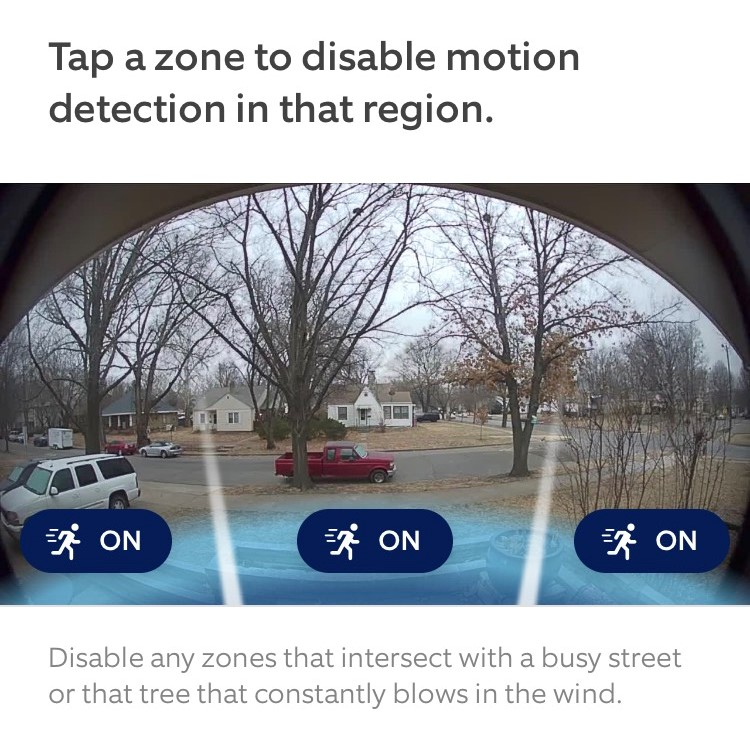 Tap a zone to disable motion
detection in that region.
ON
ON
ON
Disable any zones that intersect with a busy street
or that tree that constantly blows in the wind.